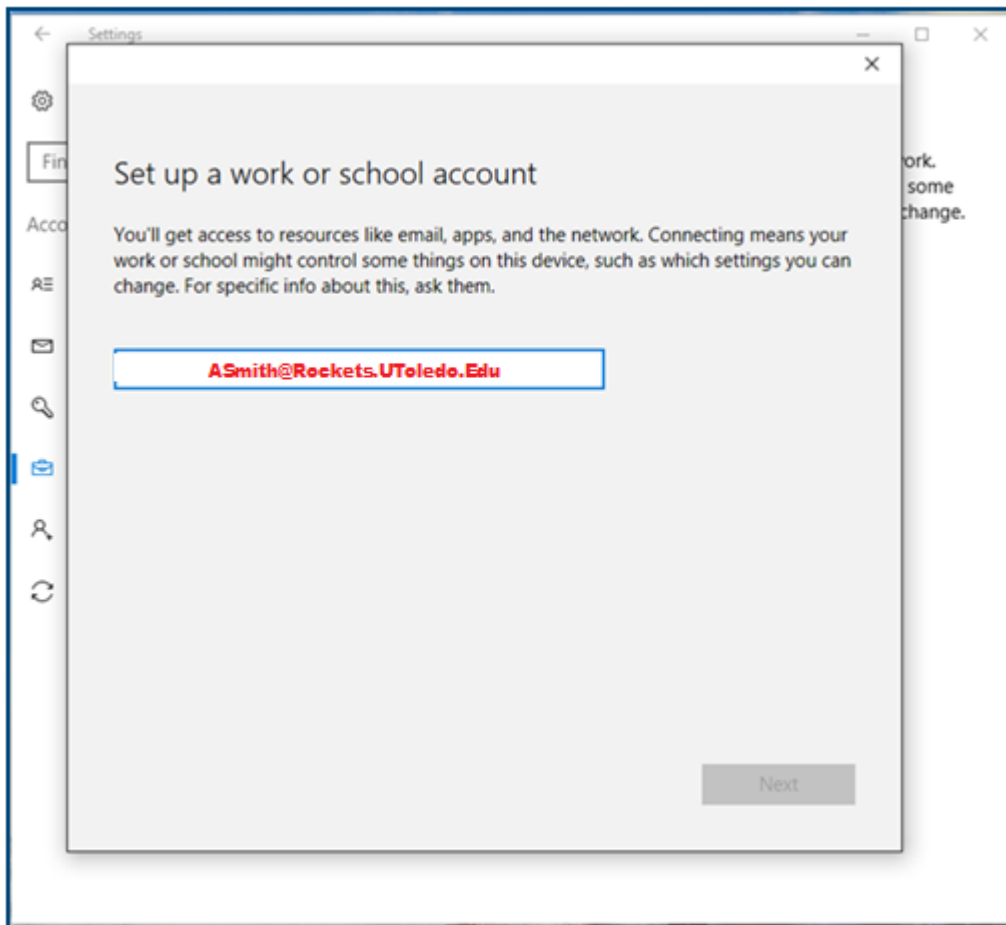 Settings
Fin
Acco
Set up a work or school account
You'll get access to resources like email, apps, and the network. Connecting means your
work or school might control some things on this device, such as which settings you can
change. For specific info about this, ask them.
ASmith@Rockets.UToledo.Edu
Next
ork.
some
change.